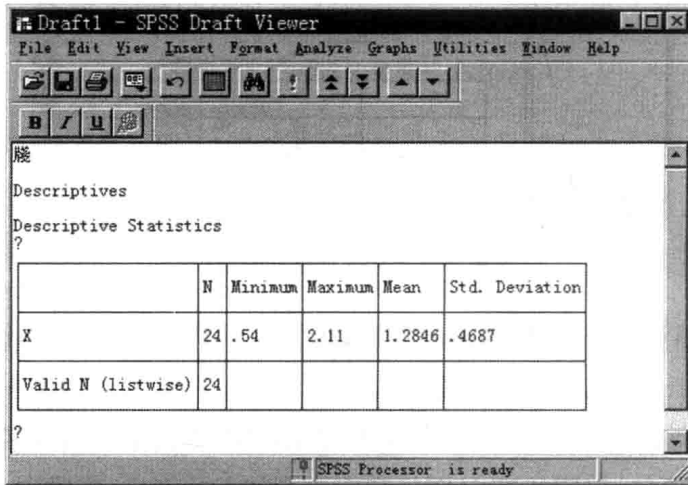 Draft1 - SPSS Draft Viewer
File Edit View Insert Format Analyze Graphs Utilities Window Help
B I U
Descriptives
Descriptive Statistics
?
N Minimum Maximum Mean Std. Deviation
X 24 .54 2.11 1.2846 .4687
Valid N (listwise) 24
?
SPSS Processor is ready